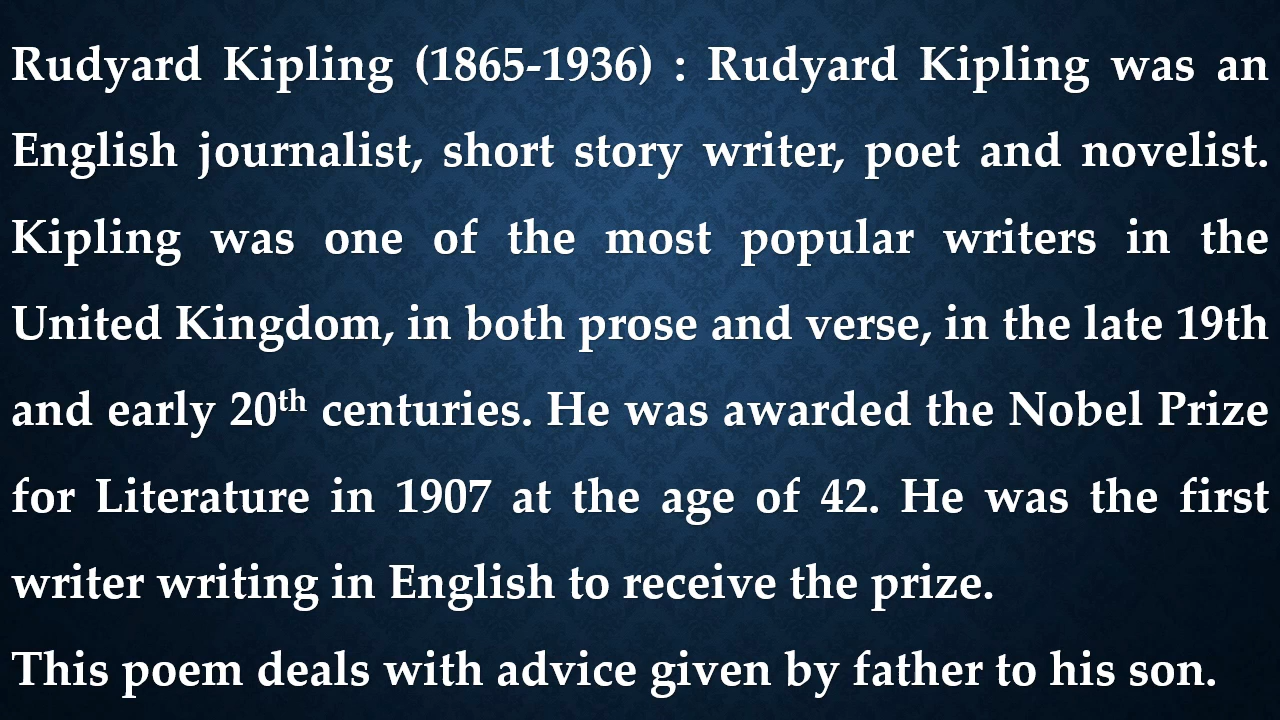 Rudyard Kipling (1865-1936) : Rudyard Kipling was an
English journalist, short story writer, poet and novelist.
Kipling was one of the most popular writers in the
United Kingdom, in both prose and verse, in the late 19th
and early 20th centuries. He was awarded the Nobel Prize
for Literature in 1907 at the age of 42. He was the first
writer writing in English to receive the prize.
This poem deals with advice given by father to his son.